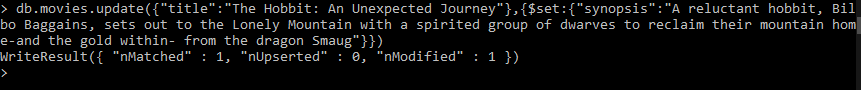 > db.movies.update({"title":"The Hobbit: An Unexpected Journey"},{$set:{"synopsis":"A reluctant hobbit, Bil
bo Baggains, sets out to the Lonely Mountain with a spirited group of dwarves to reclaim their mountain hom
e-and the gold within- from the dragon Smaug"}})
WriteResult({ "nMatched" : 1, "nUpserted" : 0, "nModified" : 1 })
>